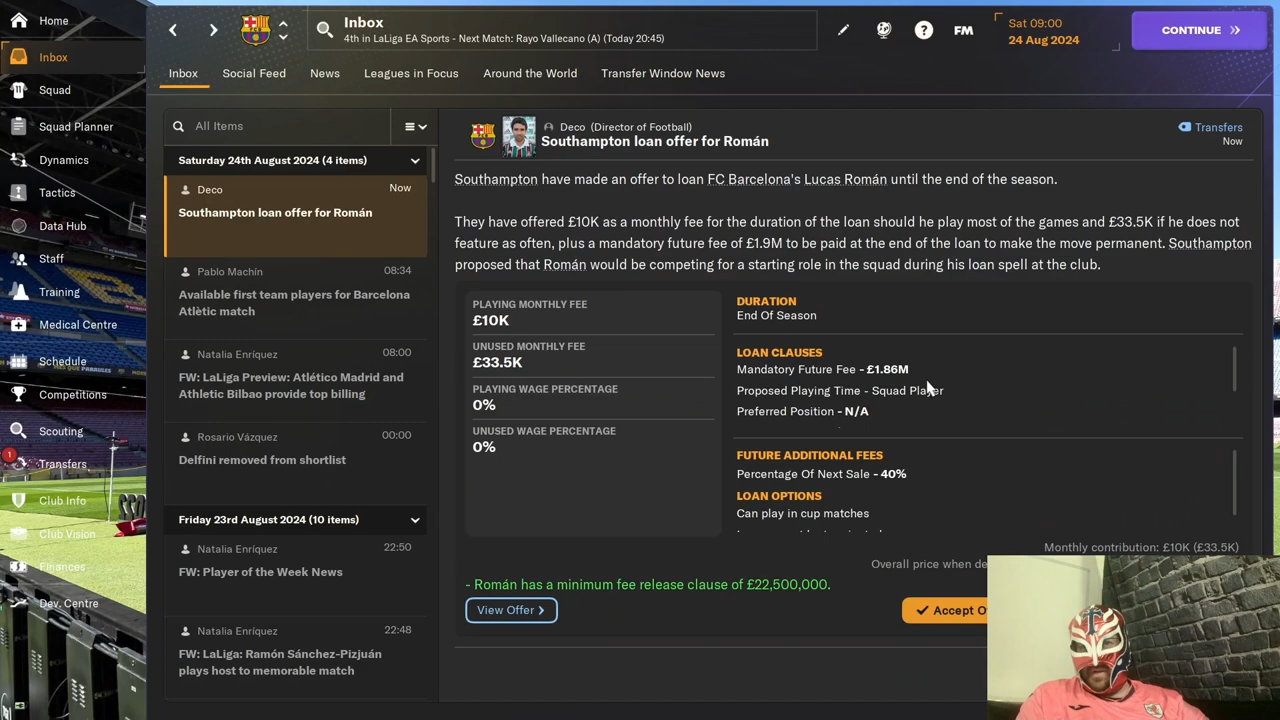 Home
Inbox
Squad
Squad Planner
Dynamics
Tactics
Data Hub
Staff
Training
Medical Centre
Schedule
Competitions
Scouting
1
Transfers
Club Info
Club Vision
Finances
Dev. Centre
Inbox
4th in LaLiga EA Sports - Next Match: Rayo Vallecano (A) (Today 20:45)
?
FM
Sat 09:00
24 Aug 2024
CONTINUE
Inbox
Social Feed
News
Leagues in Focus
Around the World
Transfer Window News
All Items
Saturday 24th August 2024 (4 items)
Deco
Now
Southampton loan offer for Román
Pablo Machín
08:34
Available first team players for Barcelona
Atlètic match
Natalia Enríquez
08:00
FW: LaLiga Preview: Atlético Madrid and
Athletic Bilbao provide top billing
Rosario Vázquez
00:00
Delfini removed from shortlist
Friday 23rd August 2024 (10 items)
Natalia Enríquez
22:50
FW: Player of the Week News
Natalia Enríquez
22:48
FW: LaLiga: Ramón Sánchez-Pizjuán
plays host to memorable match
Deco (Director of Football)
Southampton loan offer for Román
Transfers
Now
Southampton have made an offer to loan FC Barcelona's Lucas Román until the end of the season.
They have offered £10K as a monthly fee for the duration of the loan should he play most of the games and £33.5K if he does not
feature as often, plus a mandatory future fee of £1.9M to be paid at the end of the loan to make the move permanent. Southampton
proposed that Román would be competing for a starting role in the squad during his loan spell at the club.
PLAYING MONTHLY FEE
£10K
UNUSED MONTHLY FEE
£33.5K
PLAYING WAGE PERCENTAGE
0%
UNUSED WAGE PERCENTAGE
0%
DURATION
End Of Season
LOAN CLAUSES
Mandatory Future Fee - £1.86M
Proposed Playing Time - Squad Player
Preferred Position - N/A
FUTURE ADDITIONAL FEES
Percentage Of Next Sale - 40%
LOAN OPTIONS
Can play in cup matches
Monthly contribution: £10K (£33.5K)
Overall price when
- Román has a minimum fee release clause of £22,500,000.
View Offer
Accept